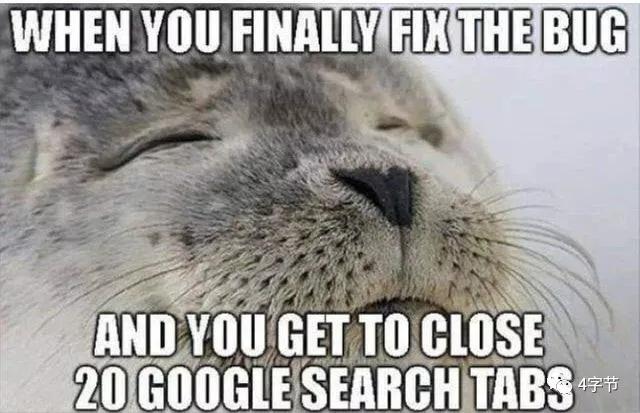 WHEN YOU FINALLY FIX THE BUG
AND YOU GET TO CLOSE
20 GOOGLE SEARCH TABS
4字节